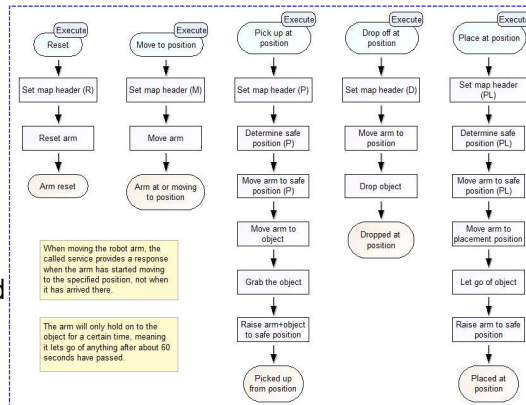 Execute
Reset
Set map header (R)
Reset arm
Arm reset
Execute
Move to position
Set map header (M)
Move arm
Arm at or moving
to position
Execute
Pick up at
position
Set map header (P)
Determine safe
position (P)
Move arm to safe
position (P)
Move arm to
object
Grab the object
Raise arm+object
to safe position
Picked up
from position
Execute
Drop off at
position
Set map header (D)
Move arm to
position
Drop object
Dropped at
position
Execute
Place at position
Set map header
(PL)
Determine safe
position (PL)
Move arm to safe
position (PL)
Move arm to
placement position
Let go of object
Raise arm to safe
position
Placed at
position
When moving the robot arm, the
called service provides a response
when the arm has started moving
to the specified position, not when
it has arrived there.
The arm will only hold on to the
object for a certain time, meaning
it lets go of anything after about 60
seconds have passed.
d